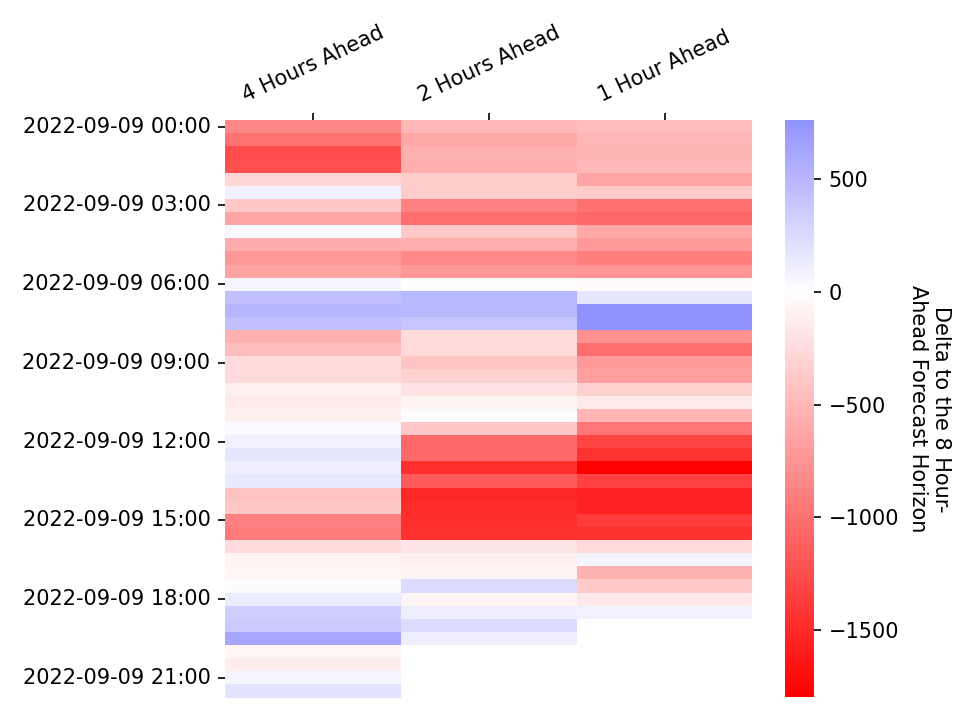 4 Hours Ahead
2 Hours Ahead
1 Hour Ahead
2022-09-09 00:00
2022-09-09 03:00
2022-09-09 06:00
2022-09-09 09:00
2022-09-09 12:00
2022-09-09 15:00
2022-09-09 18:00
2022-09-09 21:00
500
0
−500
−1000
−1500
Delta to the 8 Hour-
Ahead Forecast Horizon